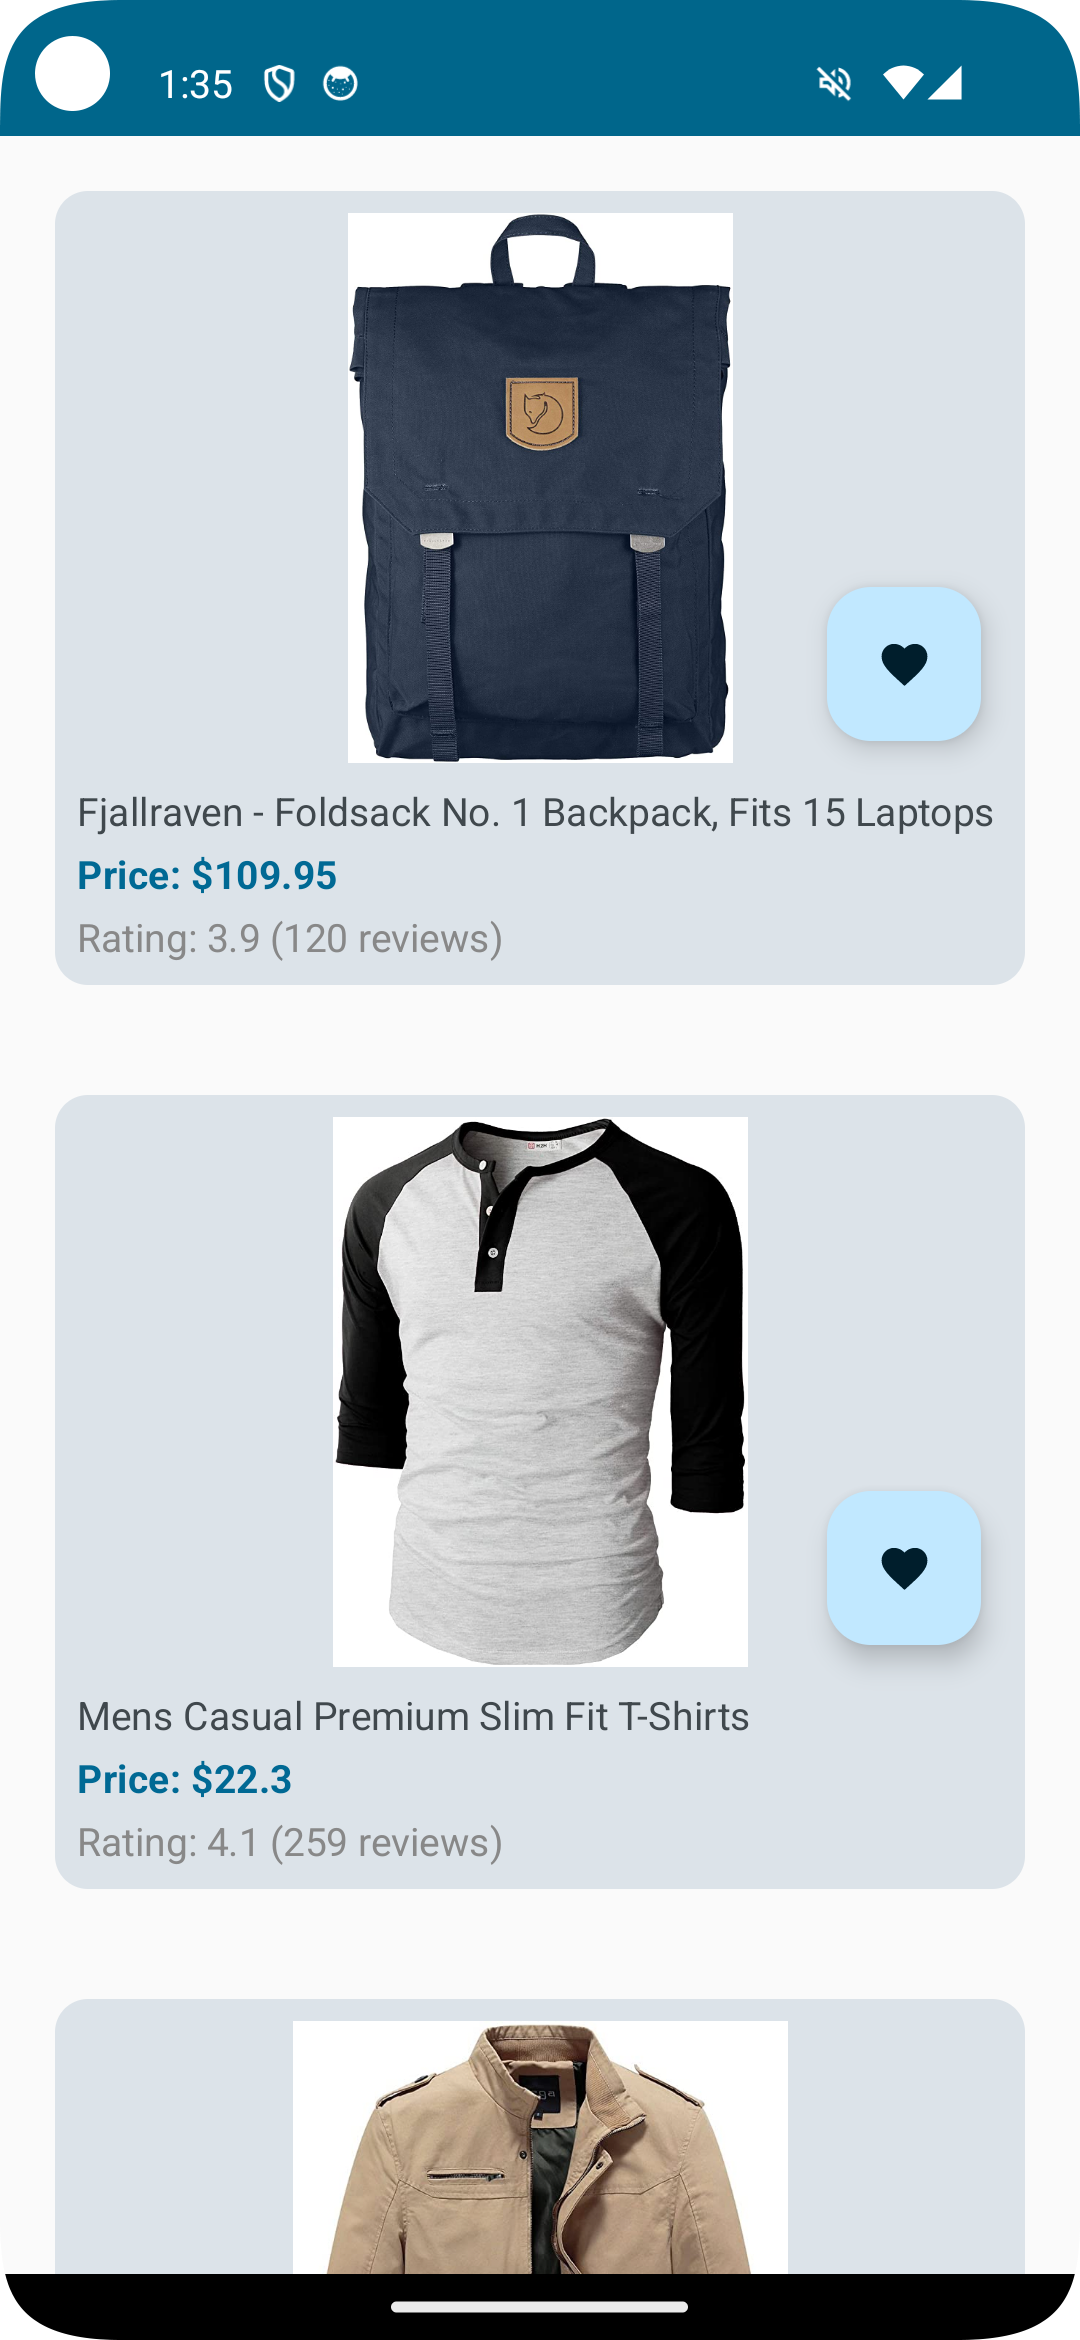 1:35
Fjallraven - Foldsack No. 1 Backpack, Fits 15 Laptops
Price: $109.95
Rating: 3.9 (120 reviews)
Mens Casual Premium Slim Fit T-Shirts
Price: $22.3
Rating: 4.1 (259 reviews)